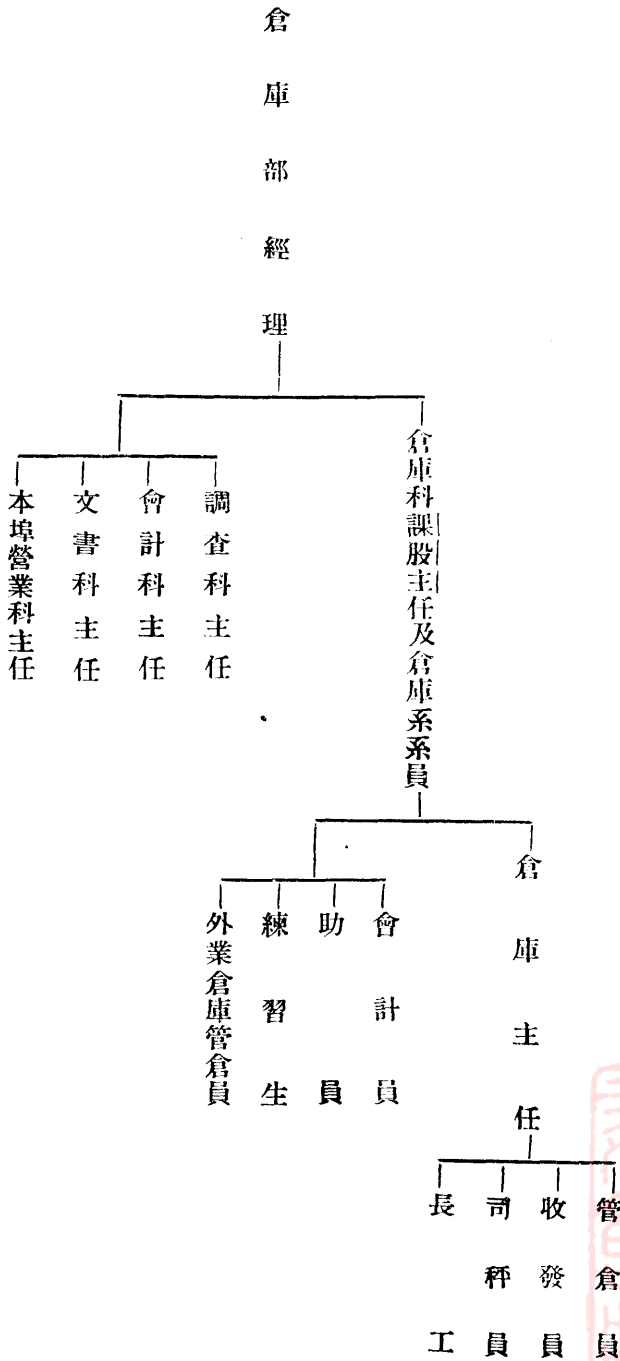 倉庫部經理
倉庫科課股主任及倉庫系系員
調查科主任
會計科主任
文書科主任
本埠營業科主任
倉庫主任
會計員
助員
練習生
外業倉庫管倉員
管倉員
收發員
司秤員
長工